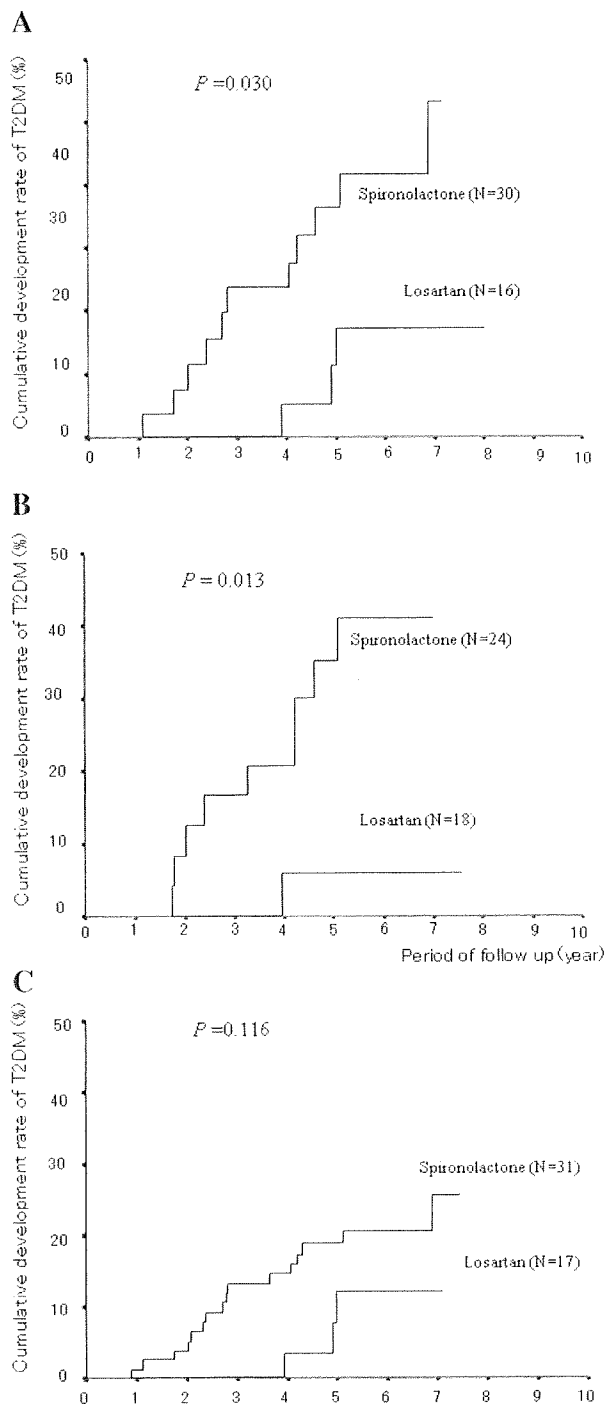 A
Cumulative development rate of T2DM (%)
50
40
30
20
10
0
P =0.030
Spironolactone (N=30)
Losartan (N=16)
0 1 2 3 4 5 6 7 8 9 10
B
Cumulative development rate of T2DM (%)
50
40
30
20
10
0
P = 0.013
Spironolactone (N=24)
Losartan (N=18)
0 1 2 3 4 5 6 7 8 9 10
Period of follow up (year)
C
Cumulative development rate of T2DM (%)
50
40
30
20
10
0
P =0.116
Spironolactone (N=31)
Losartan (N=17)
0 1 2 3 4 5 6 7 8 9 10